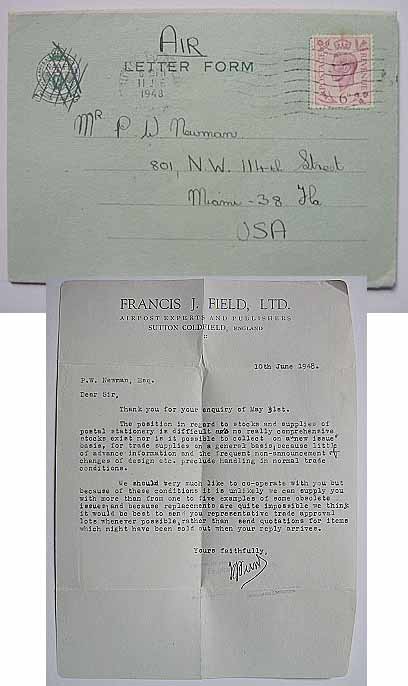 AIR
LETTER FORM
11 JNE
1948
POSTAGE REVENUE
6D
Mr P W Newman
801, N.W. 114th Street
Miami - 38 Fla
USA
FRANCIS J. FIELD, LTD.
AIRPOST EXPERTS AND PUBLISHERS
SUTTON COLDFIELD, ENGLAND
10th June 1948.
P.W. Newman, Esq.
Dear Sir,
Thank you for your enquiry of May 31st.
The position in regard to stocks and supplies of
postal stationery is difficult and no really comprehensive
stocks exist nor is it possible to collect on a "new issue"
basis, for trade supplies on a general basis, because little
of advance information and the frequent non-announcement of
changes of design etc. preclude handling in normal trade
conditions.
We should very much like to co-operate with you but
because of these conditions it is unlikely we can supply you
with more than from one to five examples of some obsolete
issues and because replacements are quite impossible we think
it would be best to send you representative trade approval
lots whenever possible, rather than send quotations for items
which might have been sold out when your reply arrives.
Yours faithfully,